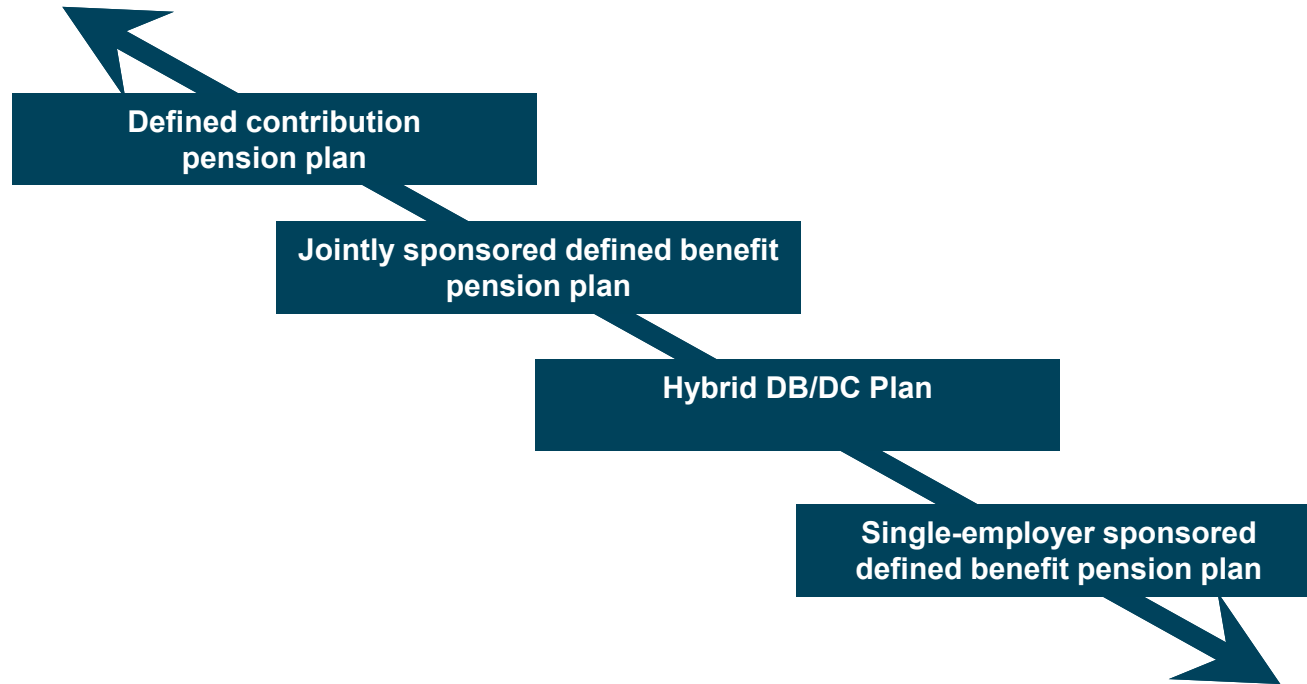 Defined contribution
pension plan
Jointly sponsored defined benefit
pension plan
Hybrid DB/DC Plan
Single-employer sponsored
defined benefit pension plan